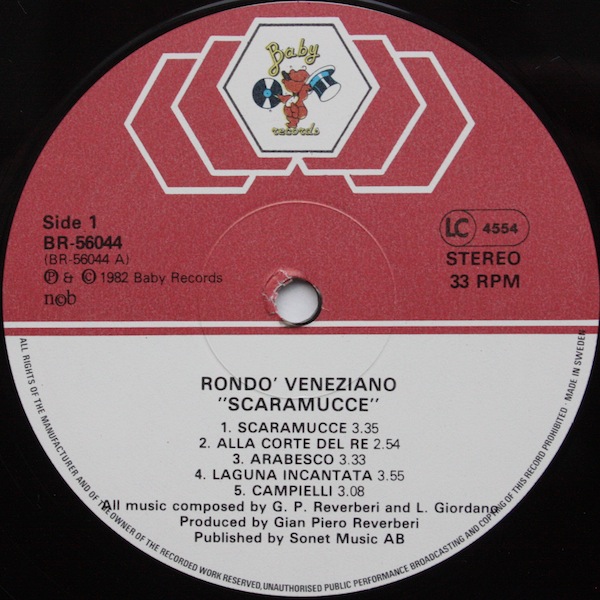 Baby
records
Side 1
BR-56044
(BR-56044 A)
Ⓟ & © 1982 Baby Records
n©b
LC 4554
STEREO
33 RPM
RONDO' VENEZIANO
"SCARAMUCCE"
1. SCARAMUCCE 3.35
2. ALLA CORTE DEL RE 2.54
3. ARABESCO 3.33
4. LAGUNA INCANTATA 3.55
5. CAMPIELLI 3.08
All music composed by G. P. Reverberi and L. Giordano
Produced by Gian Piero Reverberi
Published by Sonet Music AB
ALL RIGHTS OF THE MANUFACTURER AND OF THE OWNER OF THE RECORDED WORK RESERVED, UNAUTHORISED PUBLIC PERFORMANCE BROADCASTING AND COPYING OF THIS RECORD PROHIBITED · MADE IN SWEDEN